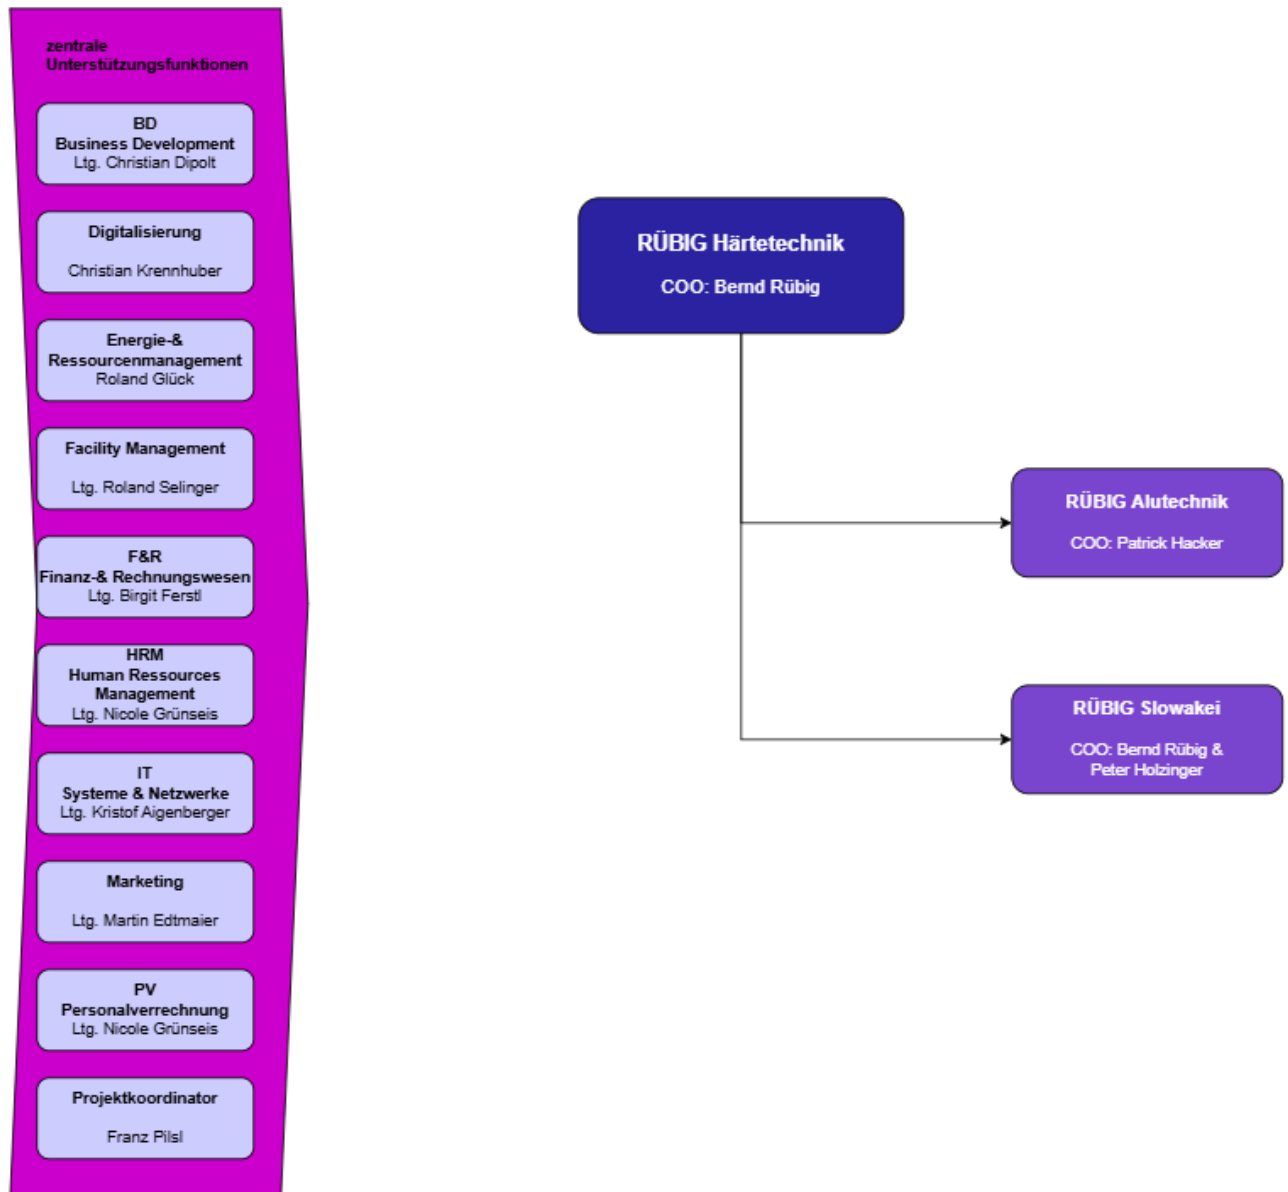 zentrale
Unterstützungsfunktionen
BD
Business Development
Ltg. Christian Dipolt
Digitalisierung
Christian Krennhuber
Energie-&
Ressourcenmanagement
Roland Glück
Facility Management
Ltg. Roland Selinger
F&R
Finanz-& Rechnungswesen
Ltg. Birgit Ferstl
HRM
Human Ressources
Management
Ltg. Nicole Grünseis
IT
Systeme & Netzwerke
Ltg. Kristof Aigenberger
Marketing
Ltg. Martin Edtmaier
PV
Personalverrechnung
Ltg. Nicole Grünseis
Projektkoordinator
Franz Pilsl
RÜBIG Härtetechnik
COO: Bernd Rübig
RÜBIG Alutechnik
COO: Patrick Hacker
RÜBIG Slowakei
COO: Bernd Rübig &
Peter Holzinger